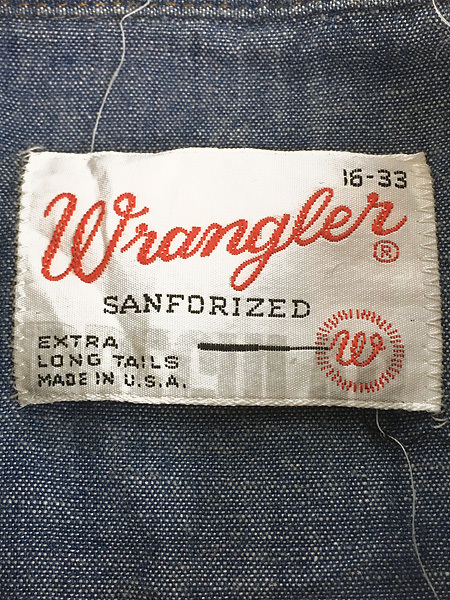 16-33
Wrangler®
SANFORIZED
EXTRA
LONG TAILS
MADE IN U.S.A.
W